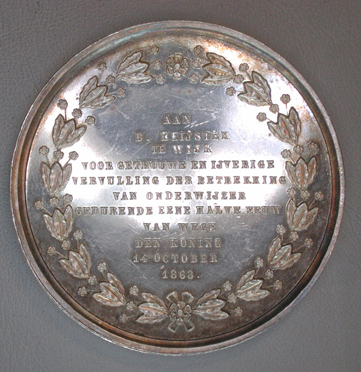 AAN
TE WIJK
VOOR GETROUWE EN IJVERIGE
VERVULLING DER BETREKKING
VAN ONDERWIJZER
GEDURENDE EENE HALVE EEUW
VAN WEGE
DEN KONING
14 OCTOBER
1863.